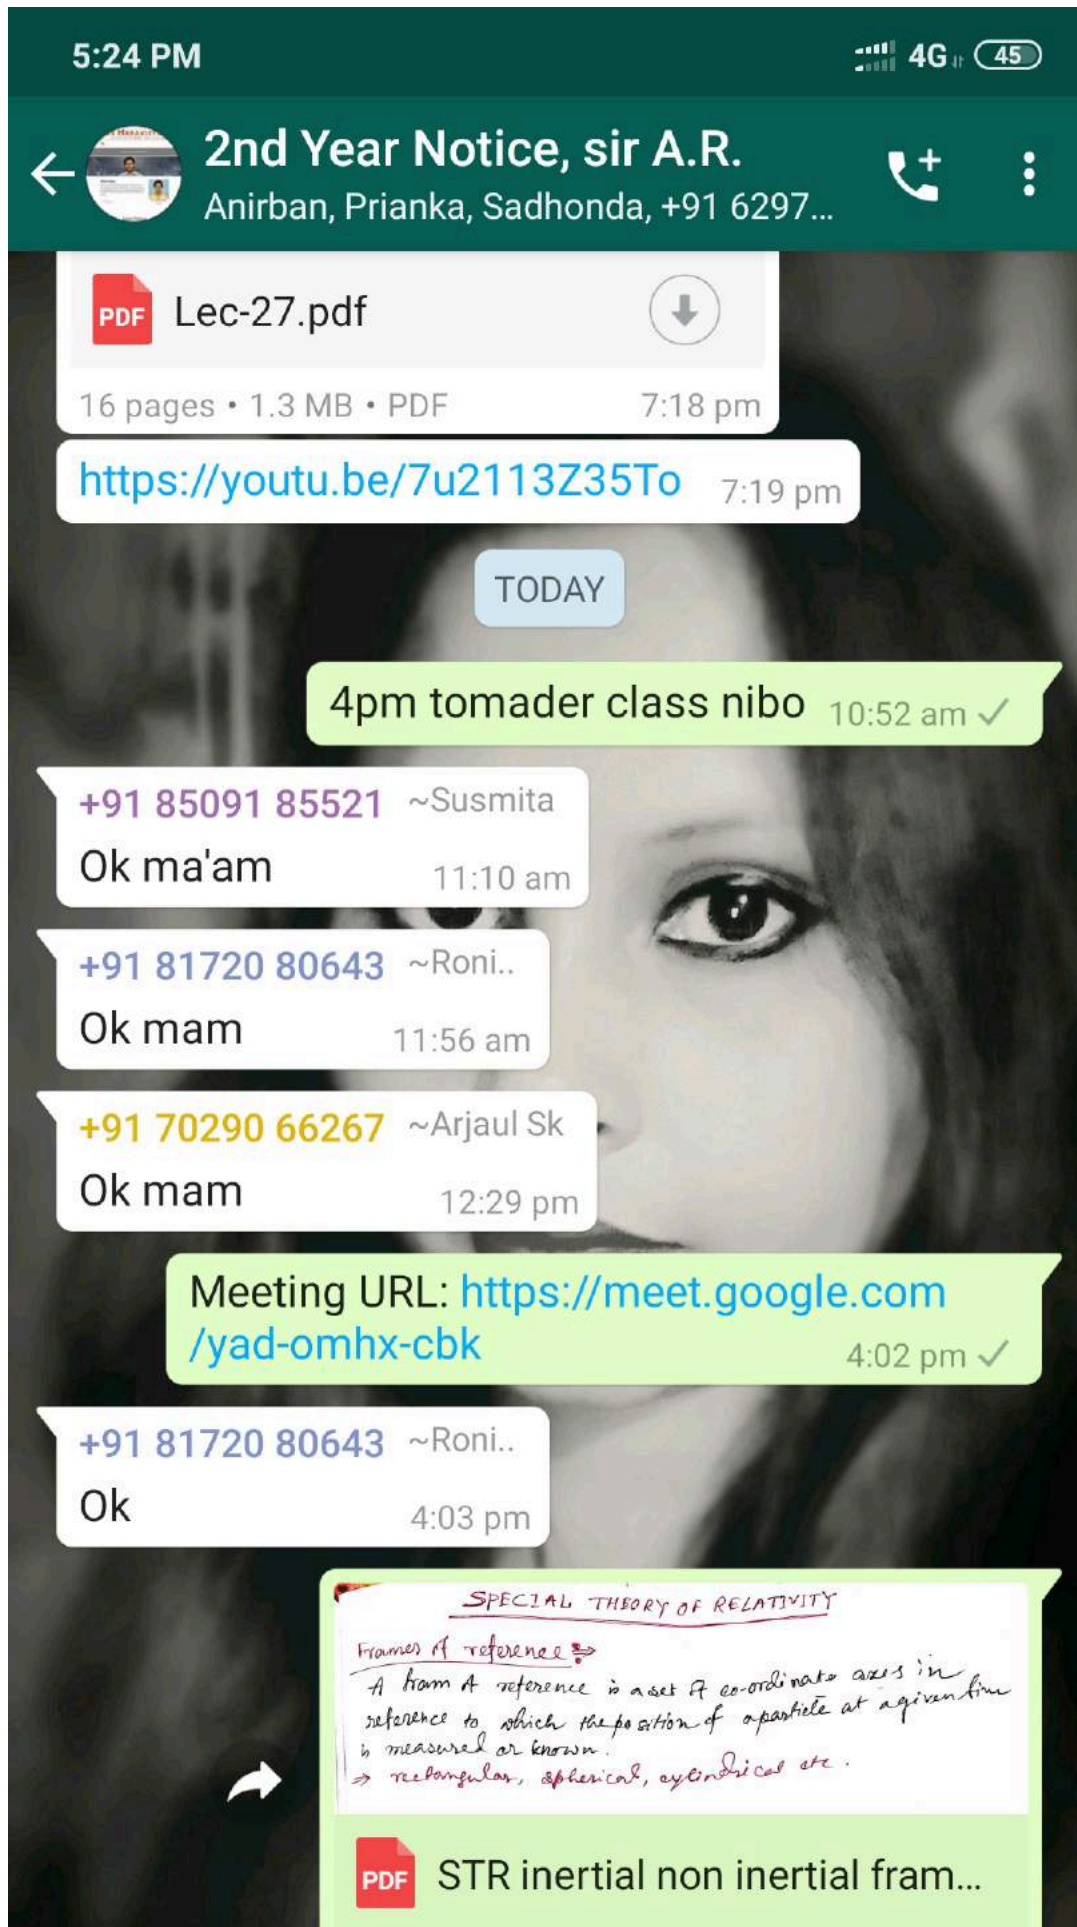 5:24 PM 4G 45
2nd Year Notice, sir A.R.
Anirban, Prianka, Sadhonda, +91 6297...
PDF Lec-27.pdf
16 pages • 1.3 MB • PDF 7:18 pm
https://youtu.be/7u2113Z35To 7:19 pm
TODAY
4pm tomader class nibo 10:52 am
+91 85091 85521 ~Susmita
Ok ma'am 11:10 am
+91 81720 80643 ~Roni..
Ok mam 11:56 am
+91 70290 66267 ~Arjaul Sk
Ok mam 12:29 pm
Meeting URL: https://meet.google.com
/yad-omhx-cbk 4:02 pm
+91 81720 80643 ~Roni..
Ok 4:03 pm
SPECIAL THEORY OF RELATIVITY
Frames of reference
A fram of reference is a set of co-ordinate axes in
reference to which the position of a particle at a given time
is measured or known.
⇒ rectangular, spherical, cylindrical etc.
PDF STR inertial non inertial fram...